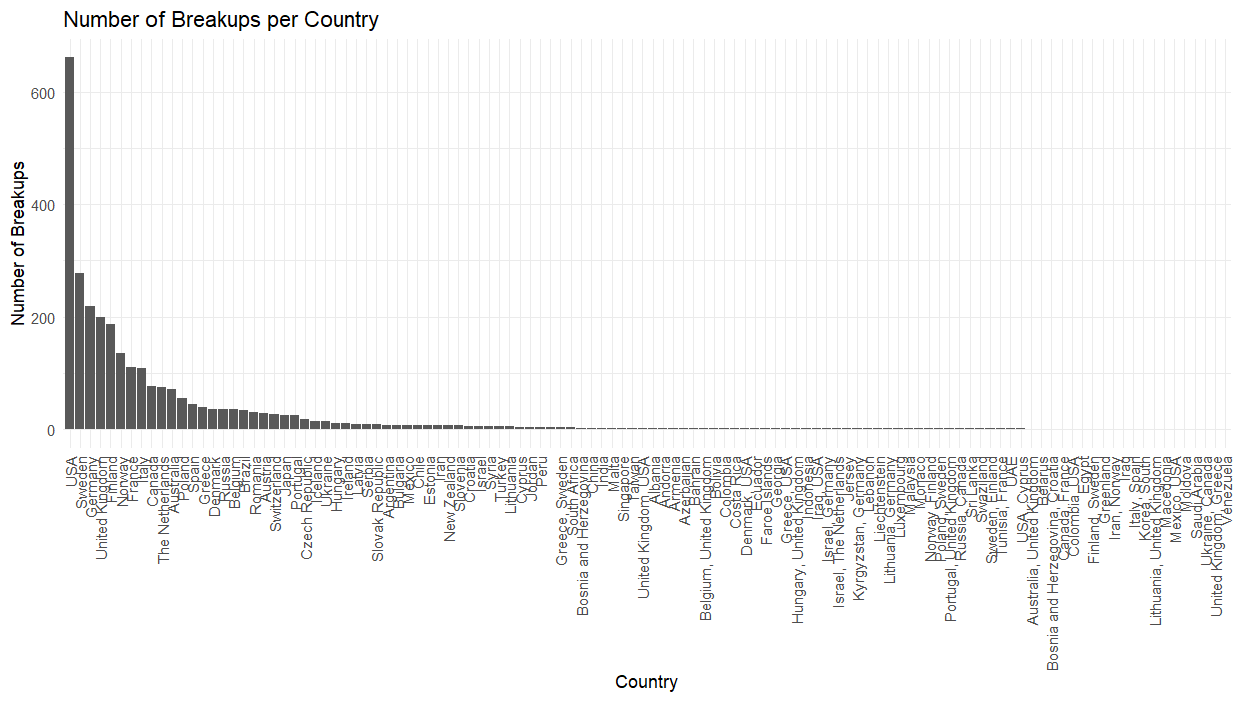 Number of Breakups per Country
Number of Breakups
600
400
200
0
USA
Sweden
Germany
United Kingdom
Finland
Norway
France
Italy
Canada
The Netherlands
Australia
Poland
Spain
Greece
Denmark
Russia
Belgium
Brazil
Romania
Austria
Switzerland
Japan
Portugal
Czech Republic
Iceland
Ukraine
Hungary
Ireland
Latvia
Serbia
Slovak Republic
Argentina
Bulgaria
Mexico
Chile
Estonia
Iran
New Zealand
Slovenia
Croatia
Israel
Syria
Turkey
Lithuania
Cyprus
Jordan
Peru
Greece, Sweden
South Africa
Bosnia and Herzegovina
China
India
Malta
Singapore
Taiwan
United Kingdom, USA
Albania
Andorra
Armenia
Azerbaijan
Bahrain
Belgium, United Kingdom
Bolivia
Colombia
Costa Rica
Denmark, USA
Ecuador
Faroe Islands
Georgia
Greece, USA
Hungary, United Kingdom
Indonesia
Iraq, USA
Israel, Germany
Israel, The Netherlands
Jersey
Kyrgyzstan, Germany
Lebanon
Liechtenstein
Lithuania, Germany
Luxembourg
Malaysia
Monaco
Norway, Finland
Poland, Sweden
Portugal, United Kingdom
Russia, Canada
Sri Lanka
Swaziland
Sweden, Finland
Tunisia, France
UAE
USA, Cyprus
Australia, United Kingdom
Belarus
Bosnia and Herzegovina, Croatia
Canada, France
Colombia, USA
Egypt
Finland, Sweden
Greenland
Iran, Norway
Iraq
Italy, Spain
Korea, South
Lithuania, United Kingdom
Macedonia
Mexico, USA
Moldova
Saudi Arabia
Ukraine, Canada
United Kingdom, Greece
Venezuela
Country